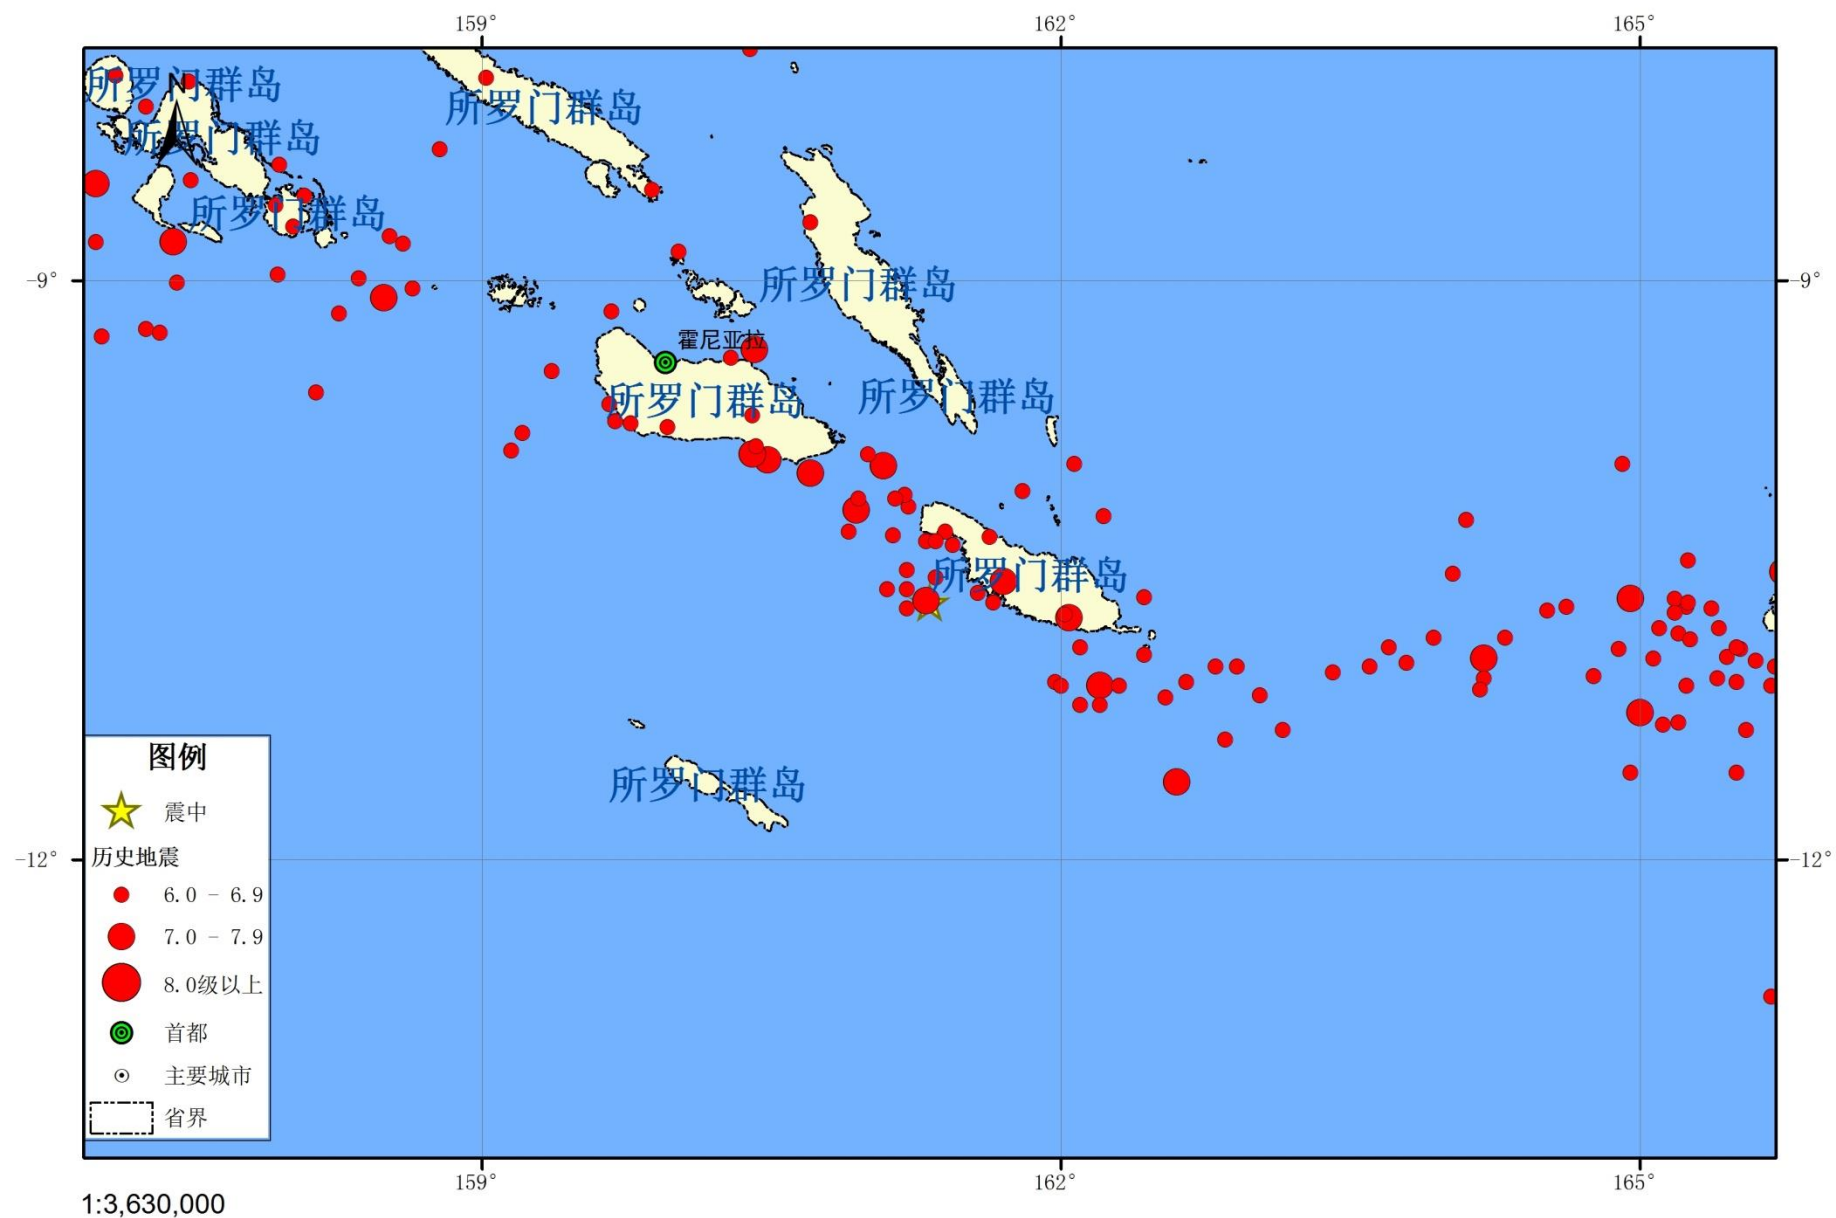 159° 162° 165°
所罗门群岛
N
所罗门群岛
所罗门群岛
所罗门群岛
-9° -9°
所罗门群岛
霍尼亚拉
所罗门群岛
所罗门群岛
所罗门群岛
所罗门群岛
-12° -12°
图例
震中
历史地震
6.0 - 6.9
7.0 - 7.9
8.0级以上
首都
主要城市
省界
159° 162° 165°
1:3,630,000